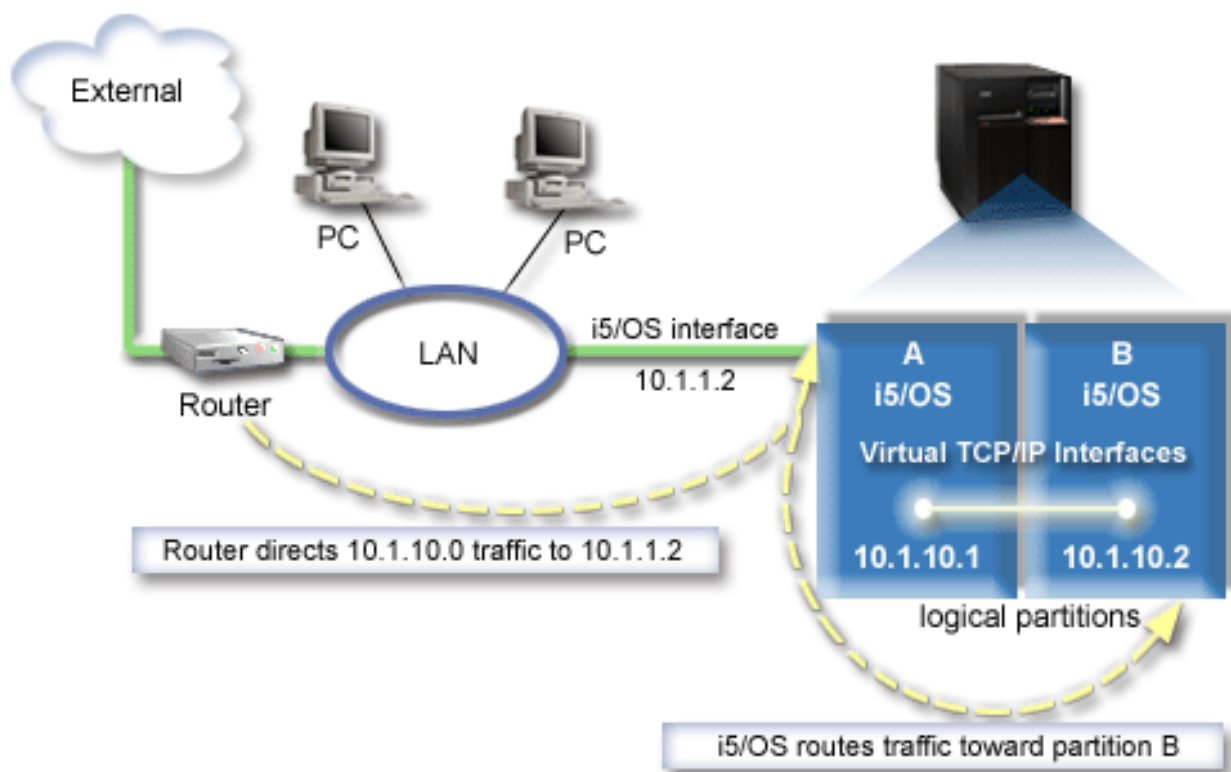 External
PC
PC
LAN
i5/OS interface
10.1.1.2
Router
Router directs 10.1.10.0 traffic to 10.1.1.2
A
i5/OS
B
i5/OS
Virtual TCP/IP Interfaces
10.1.10.1
10.1.10.2
logical partitions
i5/OS routes traffic toward partition B